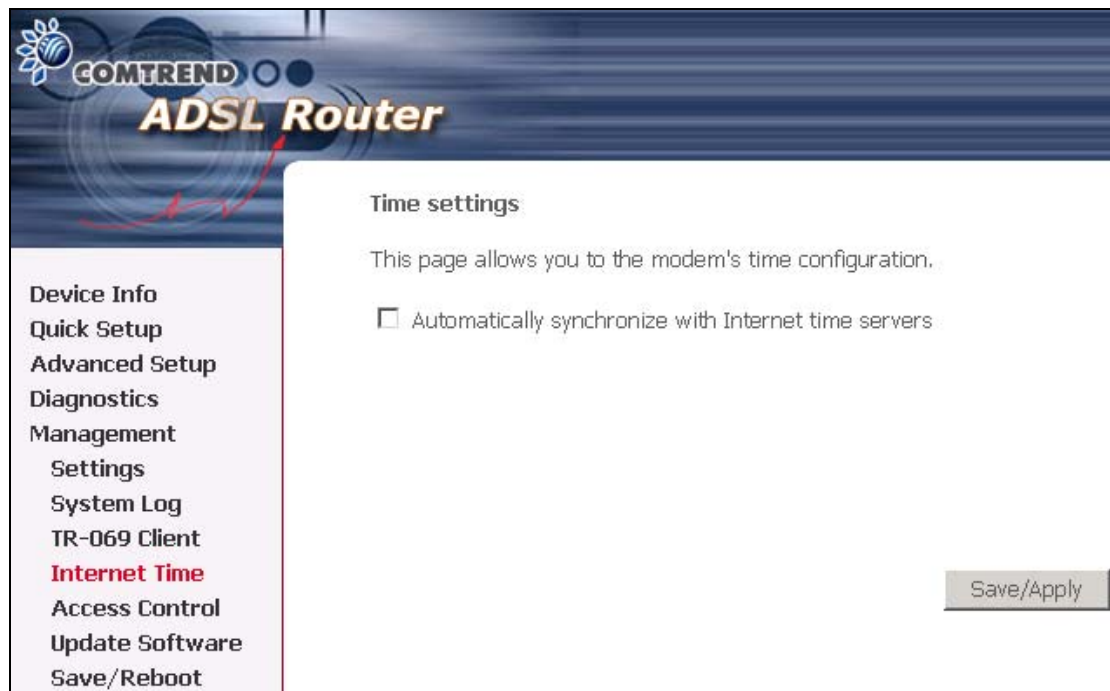 COMTREND
ADSL Router
Time settings
This page allows you to the modem's time configuration.
Automatically synchronize with Internet time servers
Device Info
Quick Setup
Advanced Setup
Diagnostics
Management
Settings
System Log
TR-069 Client
Internet Time
Access Control
Update Software
Save/Reboot
Save/Apply